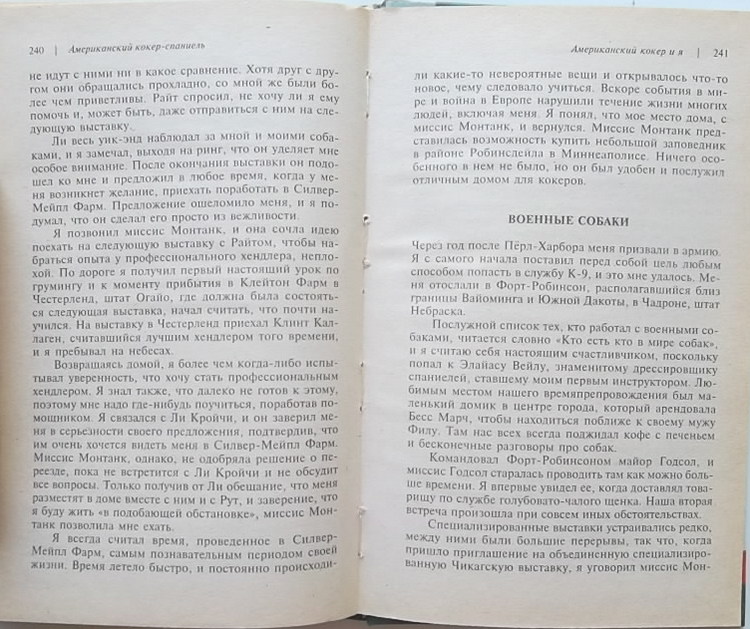 240 | Американский кокер-спаниель
не идут с ними ни в какое сравнение. Хотя друг с дру-
гом они обращались прохладно, со мной же были бо-
лее чем приветливы. Райт спросил, не хочу ли я ему
помочь и, может быть, даже отправиться с ним на сле-
дующую выставку.
Ли весь уик-энд наблюдал за мной и моими соба-
ками, и я замечал, выходя на ринг, что он уделяет мне
особое внимание. После окончания выставки он подо-
шел ко мне и предложил в любое время, когда у ме-
ня возникнет желание, приехать поработать в Силвер-
Мейпл Фарм. Предложение ошеломило меня, и я по-
думал, что он сделал его просто из вежливости.
Я позвонил миссис Монтанк, и она сочла идею
поехать на следующую выставку с Райтом, чтобы на-
браться опыта у профессионального хендлера, непло-
хой. По дороге я получил первый настоящий урок по
грумингу и к моменту прибытия в Клейтон Фарм в
Честерленд, штат Огайо, где должна была состоять-
ся следующая выставка, начал считать, что почти на-
учился. На выставку в Честерленд приехал Клинт Кал-
лаген, считавшийся лучшим хендлером того времени,
и я пребывал на небесах.
Возвращаясь домой, я более чем когда-либо испы-
тывал уверенность, что хочу стать профессиональным
хендлером. Я знал также, что далеко не готов к этому,
поэтому мне надо где-нибудь поучиться, поработав по-
мощником. Я связался с Ли Кройчи, и он заверил ме-
ня в серьезности своего предложения, подтвердив, что
им очень хочется видеть меня в Силвер-Мейпл Фарм.
Миссис Монтанк, однако, не одобряла решение о пе-
реезде, пока не встретится с Ли Кройчи и не обсудит
все вопросы. Только получив от Ли обещание, что меня
разместят в доме вместе с ним и с Рут, и заверение, что
я буду жить «в подобающей обстановке», миссис Мон-
танк позволила мне ехать.
Я всегда считал время, проведенное в Силвер-
Мейпл Фарм, самым познавательным периодом своей
жизни. Время летело быстро, и постоянно происходи-
Американский кокер и я | 241
ли какие-то невероятные вещи и открывалось что-то
новое, чему следовало учиться. Вскоре события в ми-
ре и война в Европе нарушили течение жизни многих
людей, включая меня. Я понял, что мое место дома, с
миссис Монтанк, и вернулся. Миссис Монтанк пред-
ставилась возможность купить небольшой заповедник
в районе Робинслейла в Миннеаполисе. Ничего осо-
бенного в нем не было, но он был удобен и послужил
отличным домом для кокеров.
ВОЕННЫЕ СОБАКИ
Через год после Пёрл-Харбора меня призвали в армию.
Я с самого начала поставил перед собой цель любым
способом попасть в службу К-9, и это мне удалось. Ме-
ня отослали в Форт-Робинсон, располагавшийся близ
границы Вайоминга и Южной Дакоты, в Чадроне, штат
Небраска.
Послужной список тех, кто работал с военными со-
баками, читается словно «Кто есть кто в мире собак»,
и я считаю себя настоящим счастливчиком, поскольку
попал к Элайасу Вейлу, знаменитому дрессировщику
спаниелей, ставшему моим первым инструктором. Лю-
бимым местом нашего времяпрепровождения был ма-
ленький домик в центре города, который арендовала
Бесс Марч, чтобы находиться поближе к своему мужу
Филу. Там нас всех всегда поджидал кофе с печеньем
и бесконечные разговоры про собак.
Командовал Форт-Робинсоном майор Годсол, и
миссис Годсол старалась проводить там как можно боль-
ше времени. Я впервые увидел ее, когда доставлял това-
рищу по службе голубовато-чалого щенка. Наша вторая
встреча произошла при совсем иных обстоятельствах.
Специализированные выставки устраивались редко,
между ними были большие перерывы, так что, когда
пришло приглашение на объединенную специализиро-
ванную Чикагскую выставку, я уговорил миссис Мон-